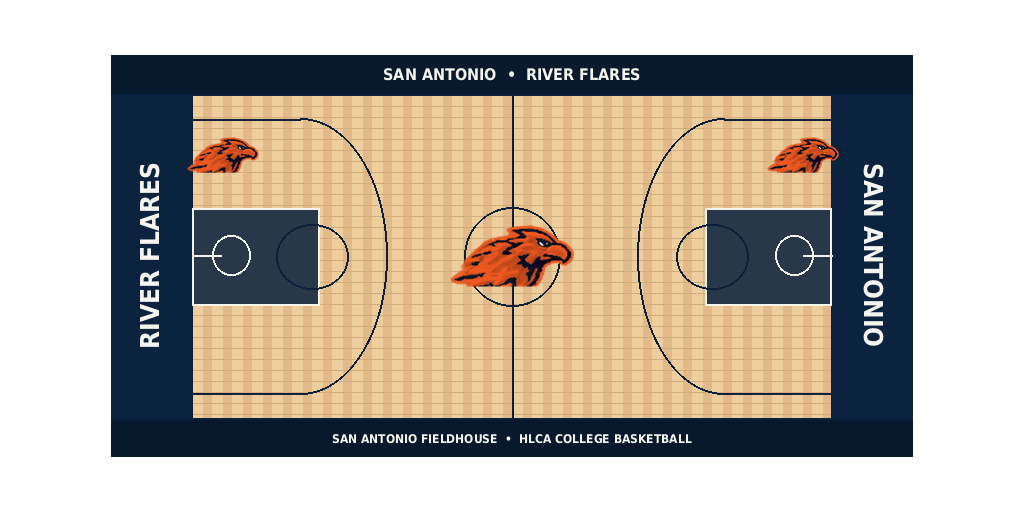 SAN ANTONIO • RIVER FLARES
RIVER FLARES
SAN ANTONIO
SAN ANTONIO FIELDHOUSE • HLCA COLLEGE BASKETBALL